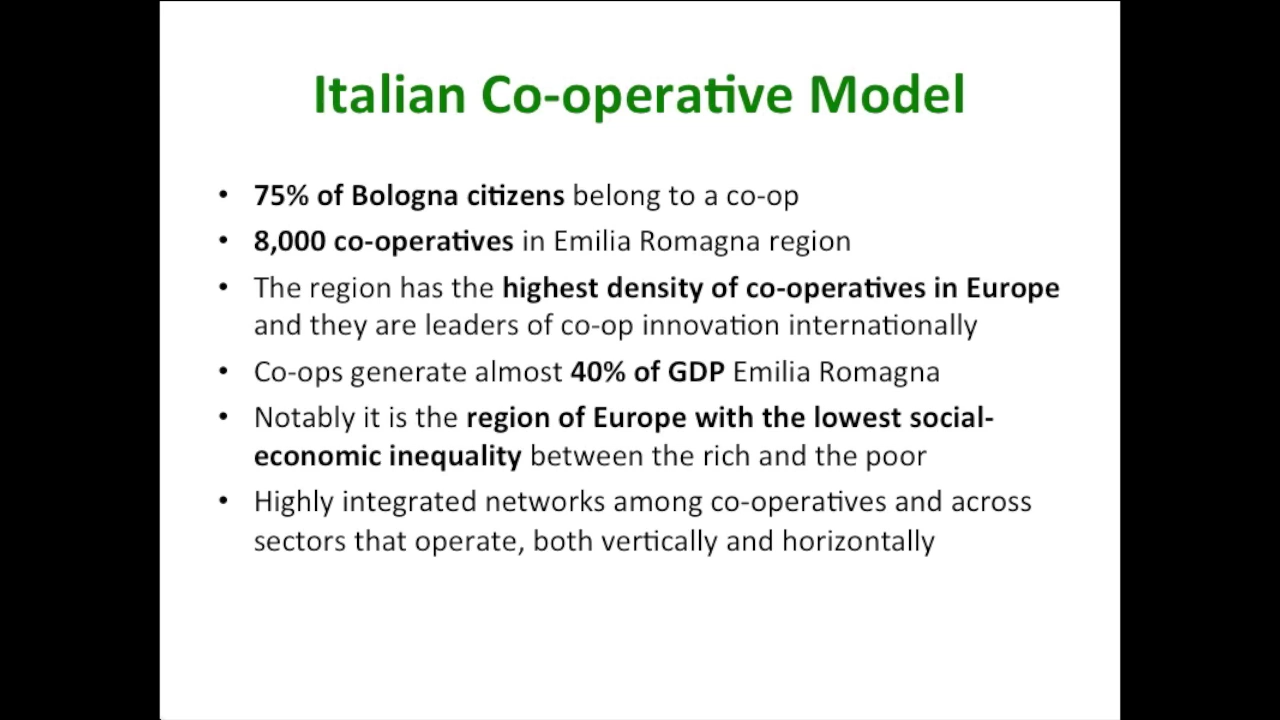 Italian Co-operative Model
• 75% of Bologna citizens belong to a co-op
• 8,000 co-operatives in Emilia Romagna region
• The region has the highest density of co-operatives in Europe
and they are leaders of co-op innovation internationally
• Co-ops generate almost 40% of GDP Emilia Romagna
• Notably it is the region of Europe with the lowest social-
economic inequality between the rich and the poor
• Highly integrated networks among co-operatives and across
sectors that operate, both vertically and horizontally